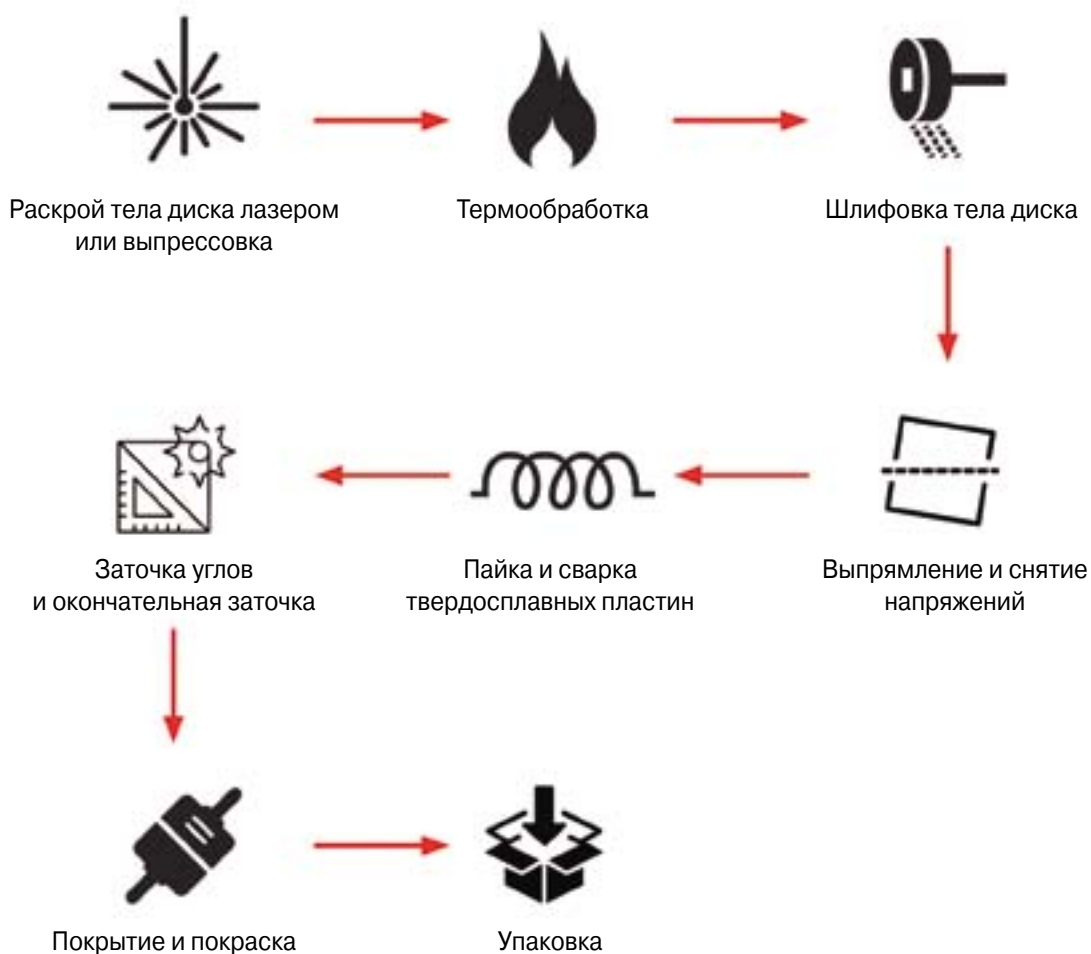 Раскрой тела диска лазером
или выпрессовка
Термообработка
Шлифовка тела диска
Выпрямление и снятие
напряжений
Пайка и сварка
твердосплавных пластин
Заточка углов
и окончательная заточка
Покрытие и покраска
Упаковка